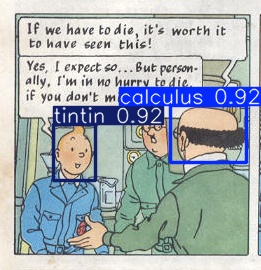 If we have to die, it's worth it
to have seen this!
Yes, I expect so... But person-
ally, I'm in no hurry to die,
if you don't m
calculus 0.92
tintin 0.92